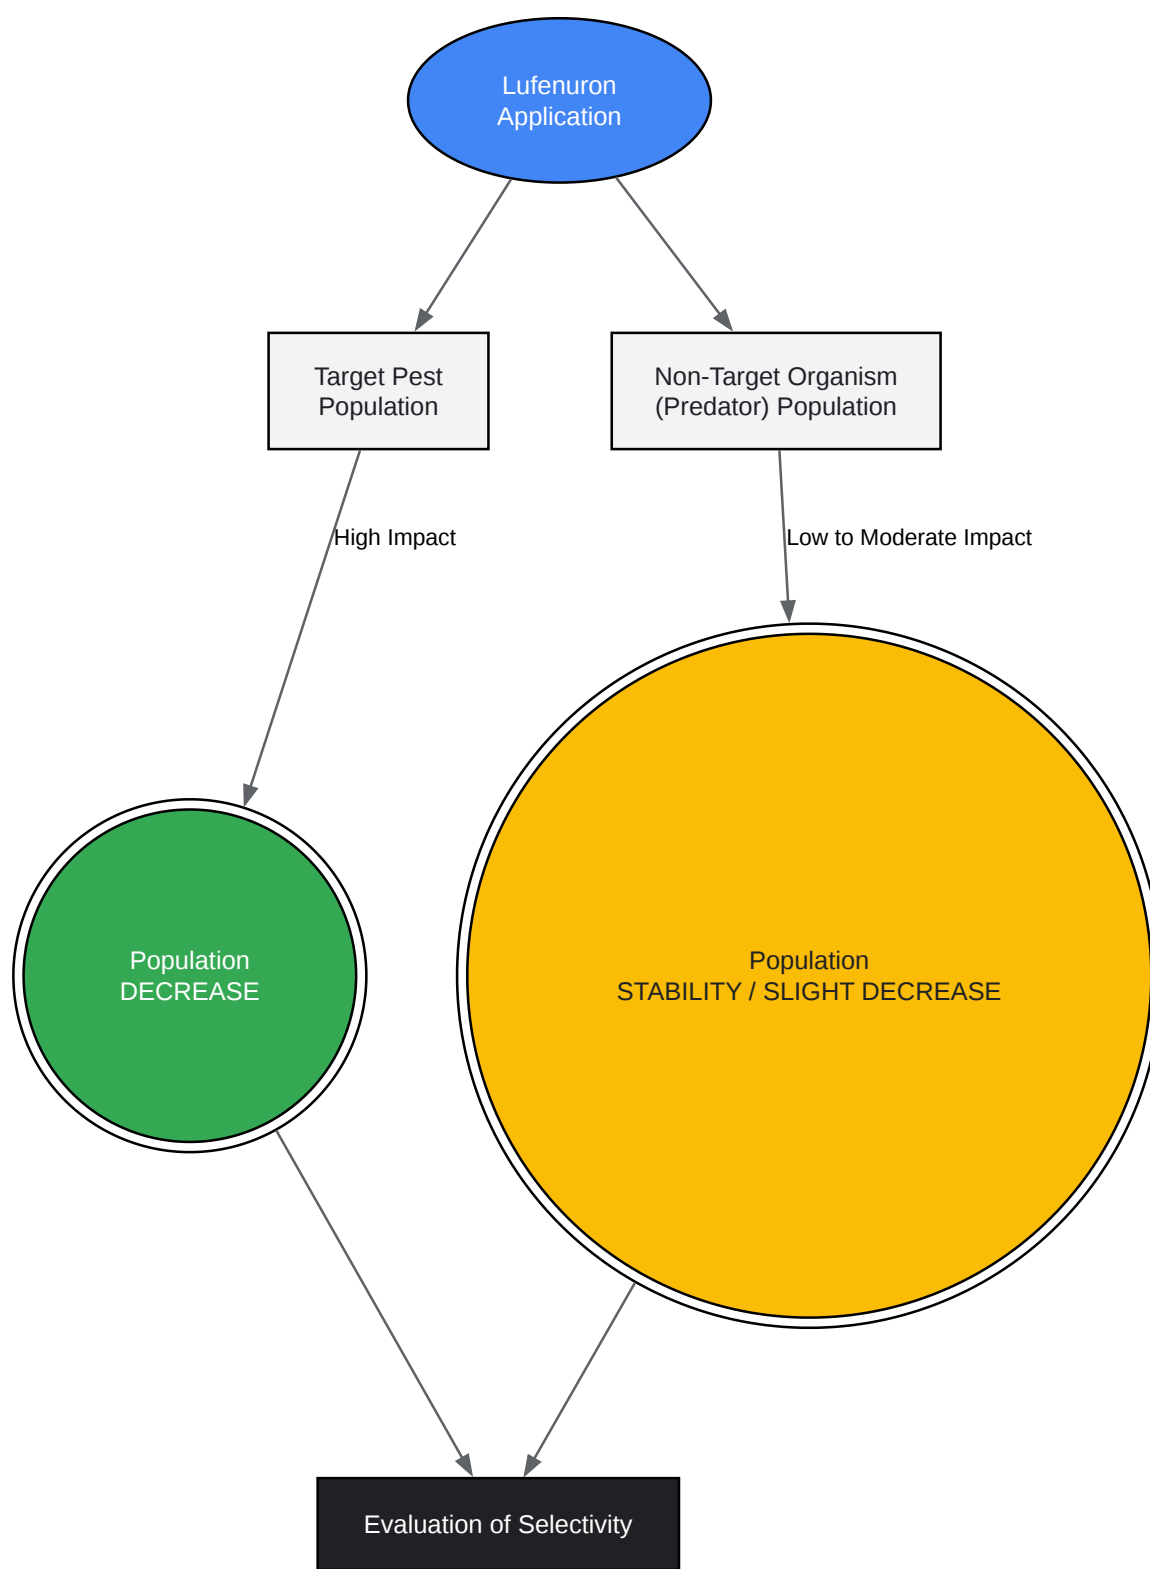 Lufenuron
Application
Target Pest
Population
Non-Target Organism
(Predator) Population
High Impact
Low to Moderate Impact
Population
DECREASE
Population
STABILITY / SLIGHT DECREASE
Evaluation of Selectivity